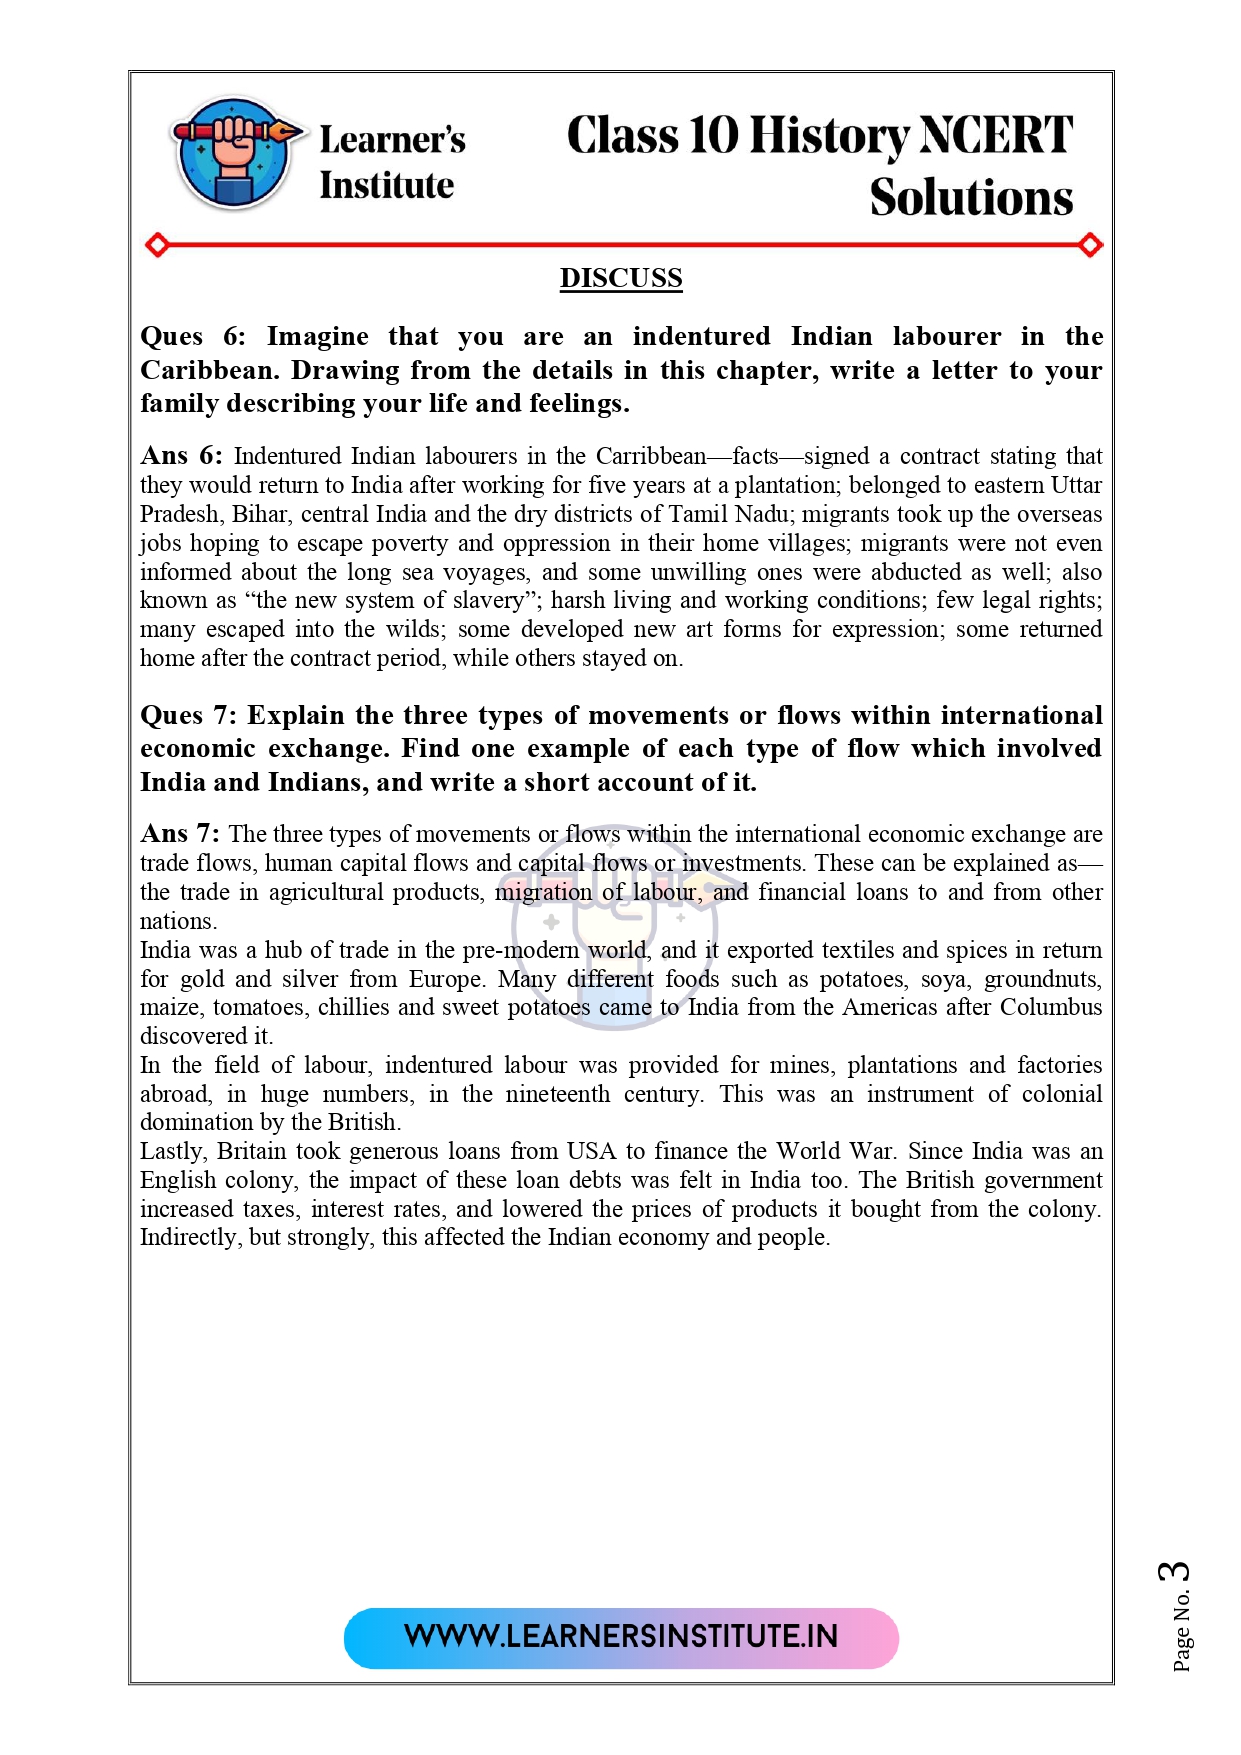 Learner's
Institute
Class 10 History NCERT
Solutions
DISCUSS
Ques 6: Imagine that you are an indentured Indian labourer in the
Caribbean. Drawing from the details in this chapter, write a letter to your
family describing your life and feelings.
Ans 6: Indentured Indian labourers in the Carribbean—facts—signed a contract stating that
they would return to India after working for five years at a plantation; belonged to eastern Uttar
Pradesh, Bihar, central India and the dry districts of Tamil Nadu; migrants took up the overseas
jobs hoping to escape poverty and oppression in their home villages; migrants were not even
informed about the long sea voyages, and some unwilling ones were abducted as well; also
known as “the new system of slavery”; harsh living and working conditions; few legal rights;
many escaped into the wilds; some developed new art forms for expression; some returned
home after the contract period, while others stayed on.
Ques 7: Explain the three types of movements or flows within international
economic exchange. Find one example of each type of flow which involved
India and Indians, and write a short account of it.
Ans 7: The three types of movements or flows within the international economic exchange are
trade flows, human capital flows and capital flows or investments. These can be explained as—
the trade in agricultural products, migration of labour, and financial loans to and from other
nations.
India was a hub of trade in the pre-modern world, and it exported textiles and spices in return
for gold and silver from Europe. Many different foods such as potatoes, soya, groundnuts,
maize, tomatoes, chillies and sweet potatoes came to India from the Americas after Columbus
discovered it.
In the field of labour, indentured labour was provided for mines, plantations and factories
abroad, in huge numbers, in the nineteenth century. This was an instrument of colonial
domination by the British.
Lastly, Britain took generous loans from USA to finance the World War. Since India was an
English colony, the impact of these loan debts was felt in India too. The British government
increased taxes, interest rates, and lowered the prices of products it bought from the colony.
Indirectly, but strongly, this affected the Indian economy and people.
WWW.LEARNERSINSTITUTE.IN
Page No. 3